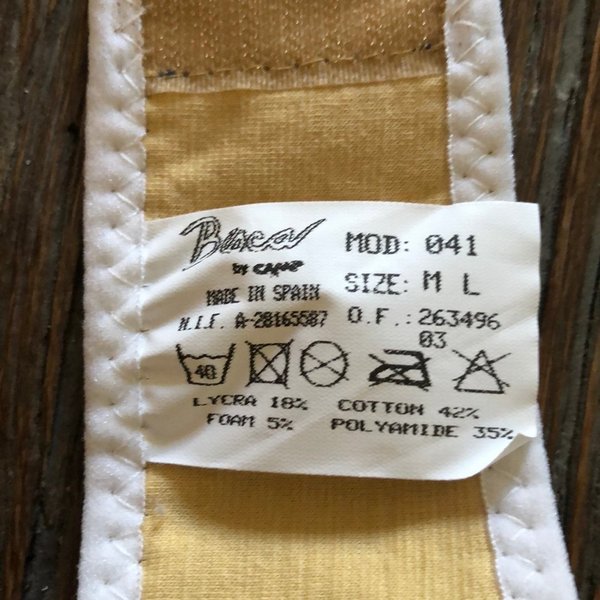 by CAMP
MADE IN SPAIN
N.I.F. A-28165587
MOD: 041
SIZE: M L
O.F.: 263496
03
40
LYCRA 18% COTTON 42%
FOAM 5% POLYAMIDE 35%